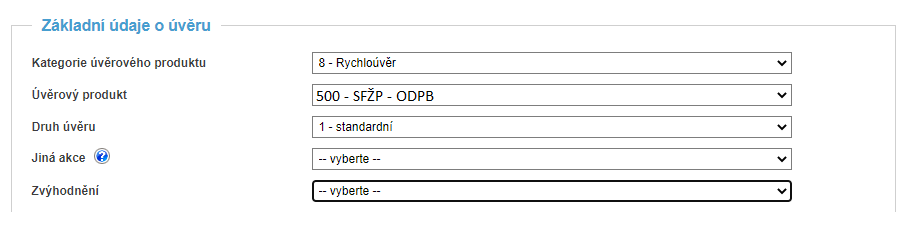 Základní údaje o úvěru
Kategorie úvěrového produktu 8 - Rychloúvěr
Úvěrový produkt 500 - SFŽP - ODPB
Druh úvěru 1 - standardní
Jiná akce ? -- vyberte --
Zvýhodnění -- vyberte --